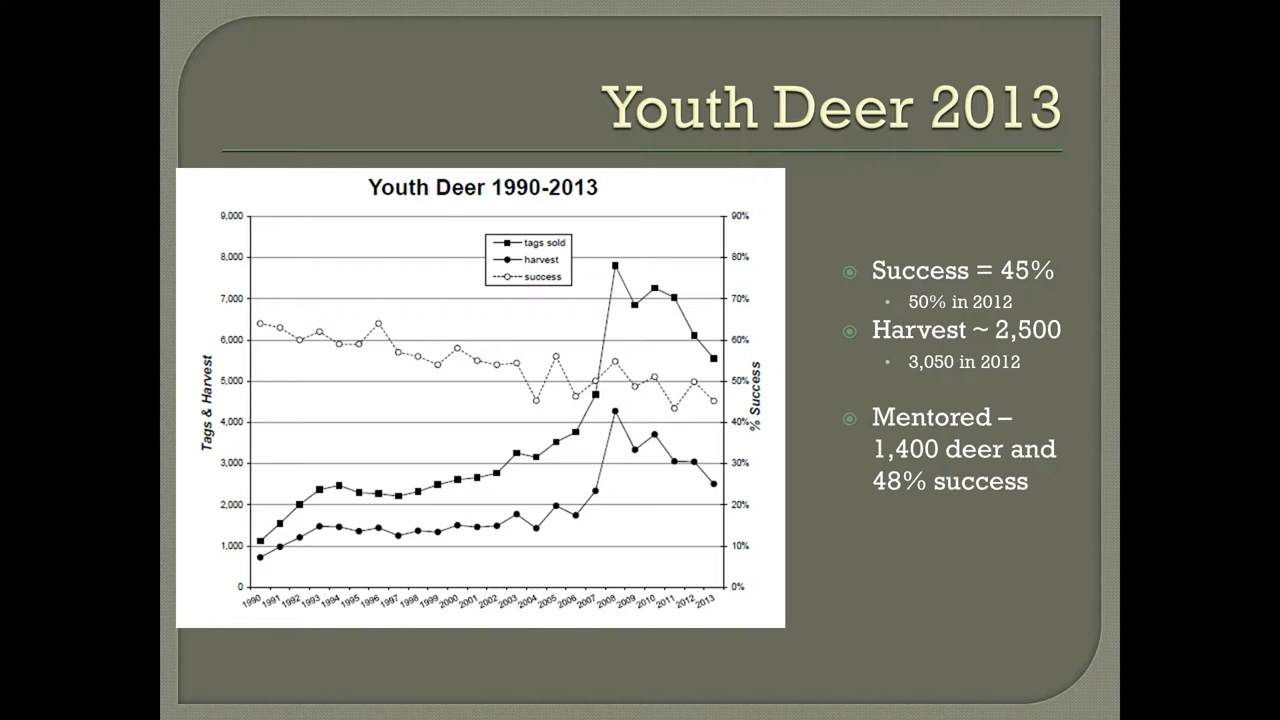 Youth Deer 2013
Youth Deer 1990-2013
9,000
8,000
7,000
6,000
5,000
4,000
3,000
2,000
1,000
0
Tags & Harvest
tags sold
harvest
success
90%
80%
70%
60%
50%
40%
30%
20%
10%
0%
% Success
1990 1991 1992 1993 1994 1995 1996 1997 1998 1999 2000 2001 2002 2003 2004 2005 2006 2007 2008 2009 2010 2011 2012 2013
Success = 45%
50% in 2012
Harvest ~ 2,500
3,050 in 2012
Mentored –
1,400 deer and
48% success